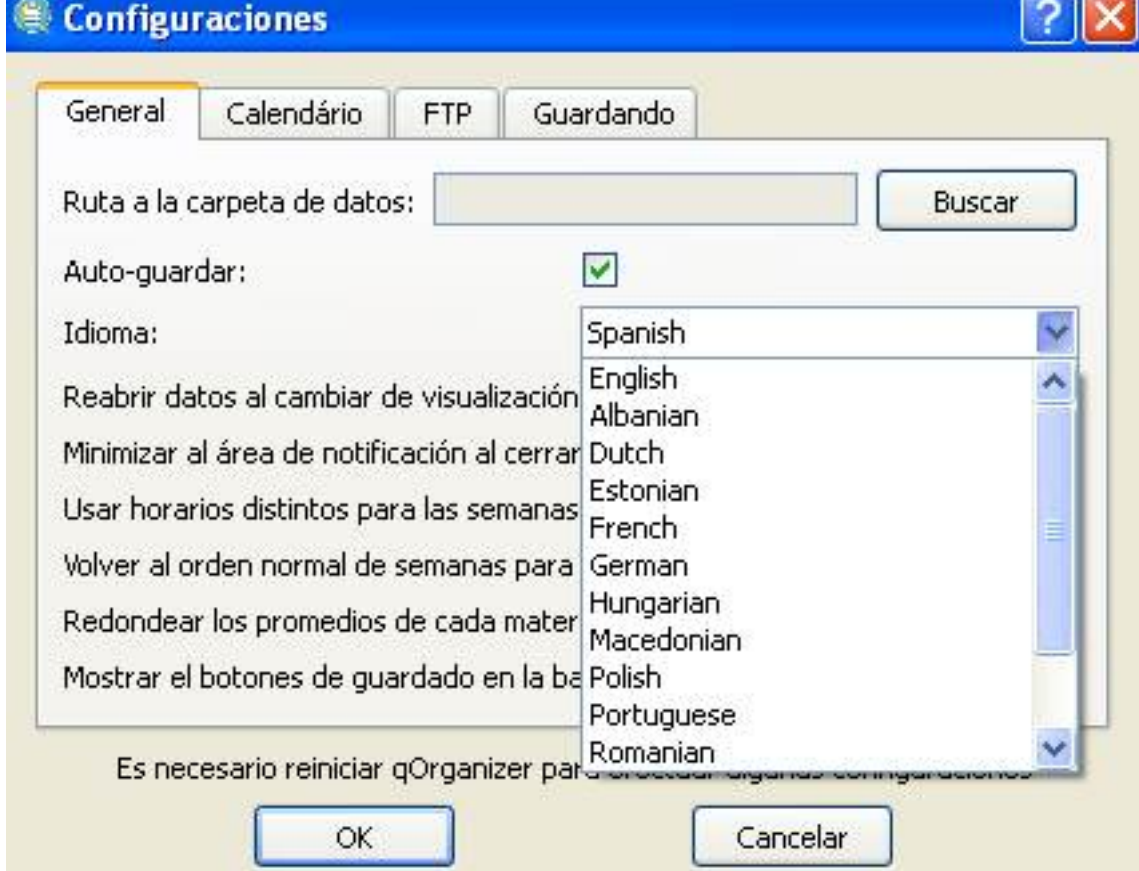 Configuraciones
General Calendário FTP Guardando
Ruta a la carpeta de datos: Buscar
Auto-guardar:
Idioma: Spanish
English
Reabrir datos al cambiar de visualización
Albanian
Minimizar al área de notificación al cerrar Dutch
Estonian
Usar horarios distintos para las semanas
French
Volver al orden normal de semanas para German
Hungarian
Redondear los promedios de cada mater
Macedonian
Mostrar el botones de guardado en la ba Polish
Portuguese
Romanian
Es necesario reiniciar qOrganizer para
OK Cancelar